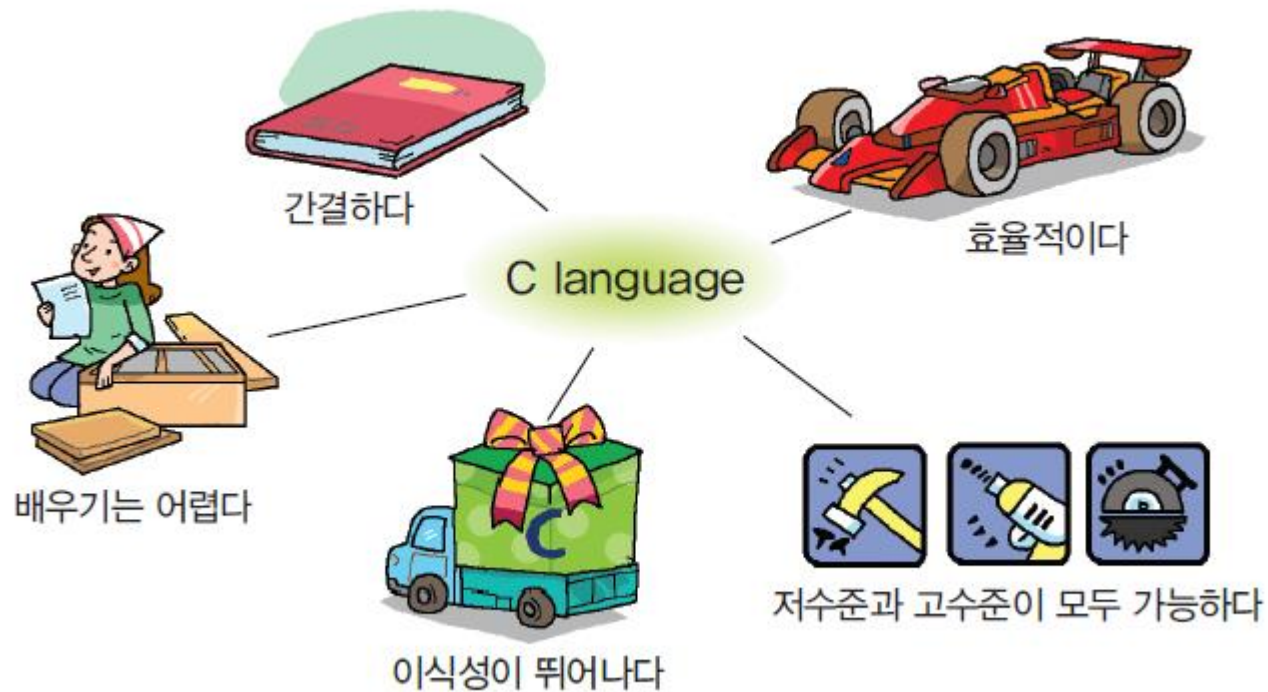 간결하다
효율적이다
C language
배우기는 어렵다
C
저수준과 고수준이 모두 가능하다
이식성이 뛰어나다